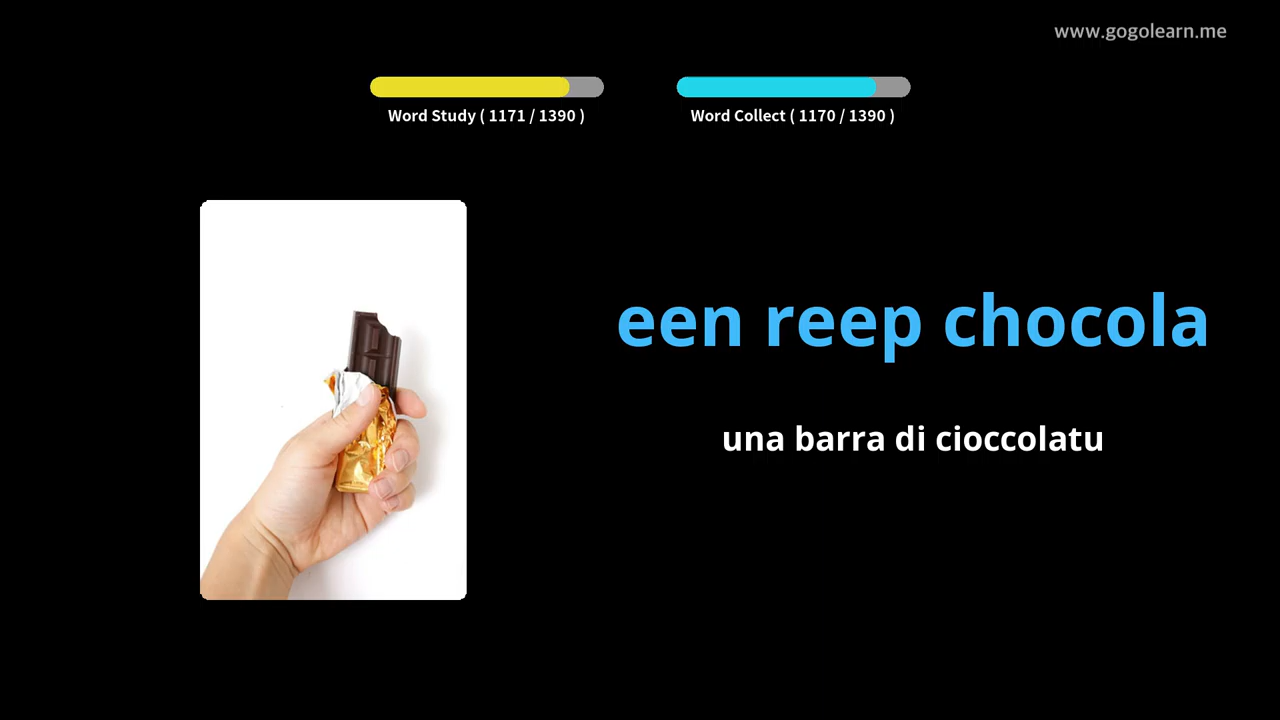 www.gogolearn.me
Word Study ( 1171 / 1390 )
Word Collect ( 1170 / 1390 )
een reep chocola
una barra di cioccolatu